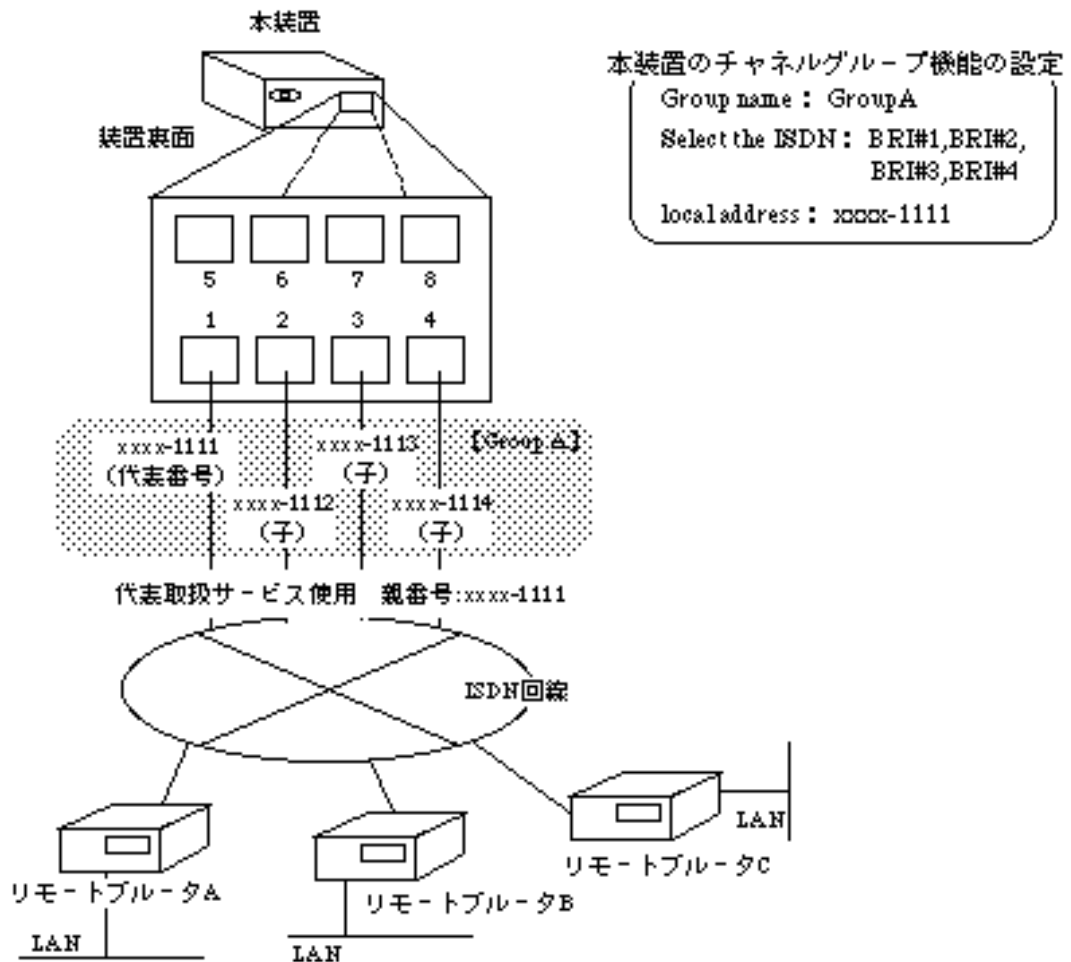 本装置
本装置のチャネルグループ機能の設定
Group name： GroupA
Select the ISDN： BRI#1,BRI#2,
BRI#3,BRI#4
local address： xxxx-1111
装置裏面
5 6 7 8
1 2 3 4
xxxx-1111
（代表番号）
xxxx-1113
（子）
【Group A】
xxxx-1112
（子）
xxxx-1114
（子）
代表取扱サービス使用 親番号:xxxx-1111
ISDN回線
LAN
リモートブルータC
リモートブルータA
リモートブルータB
LAN
LAN